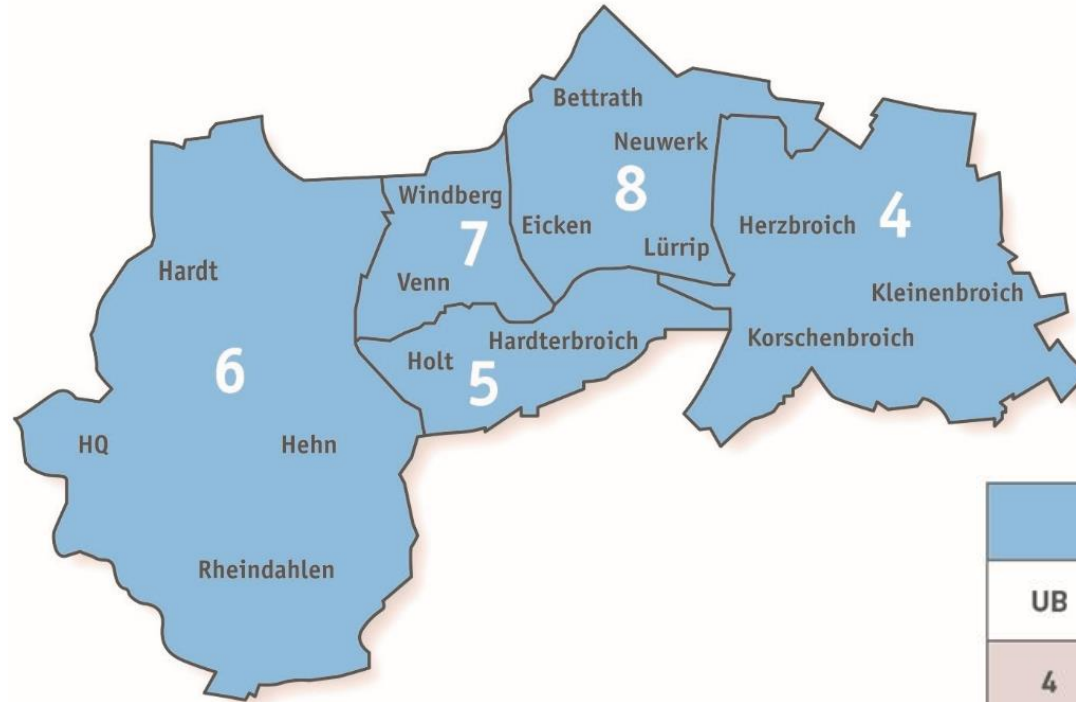 Bettrath
Neuwerk
8
Windberg
7
Eicken
Lürrip
Herzbroich
4
Hardt
Venn
Kleinenbroich
Hardterbroich
Korschenbroich
Holt
5
6
HQ
Hehn
Rheindahlen
UB
4